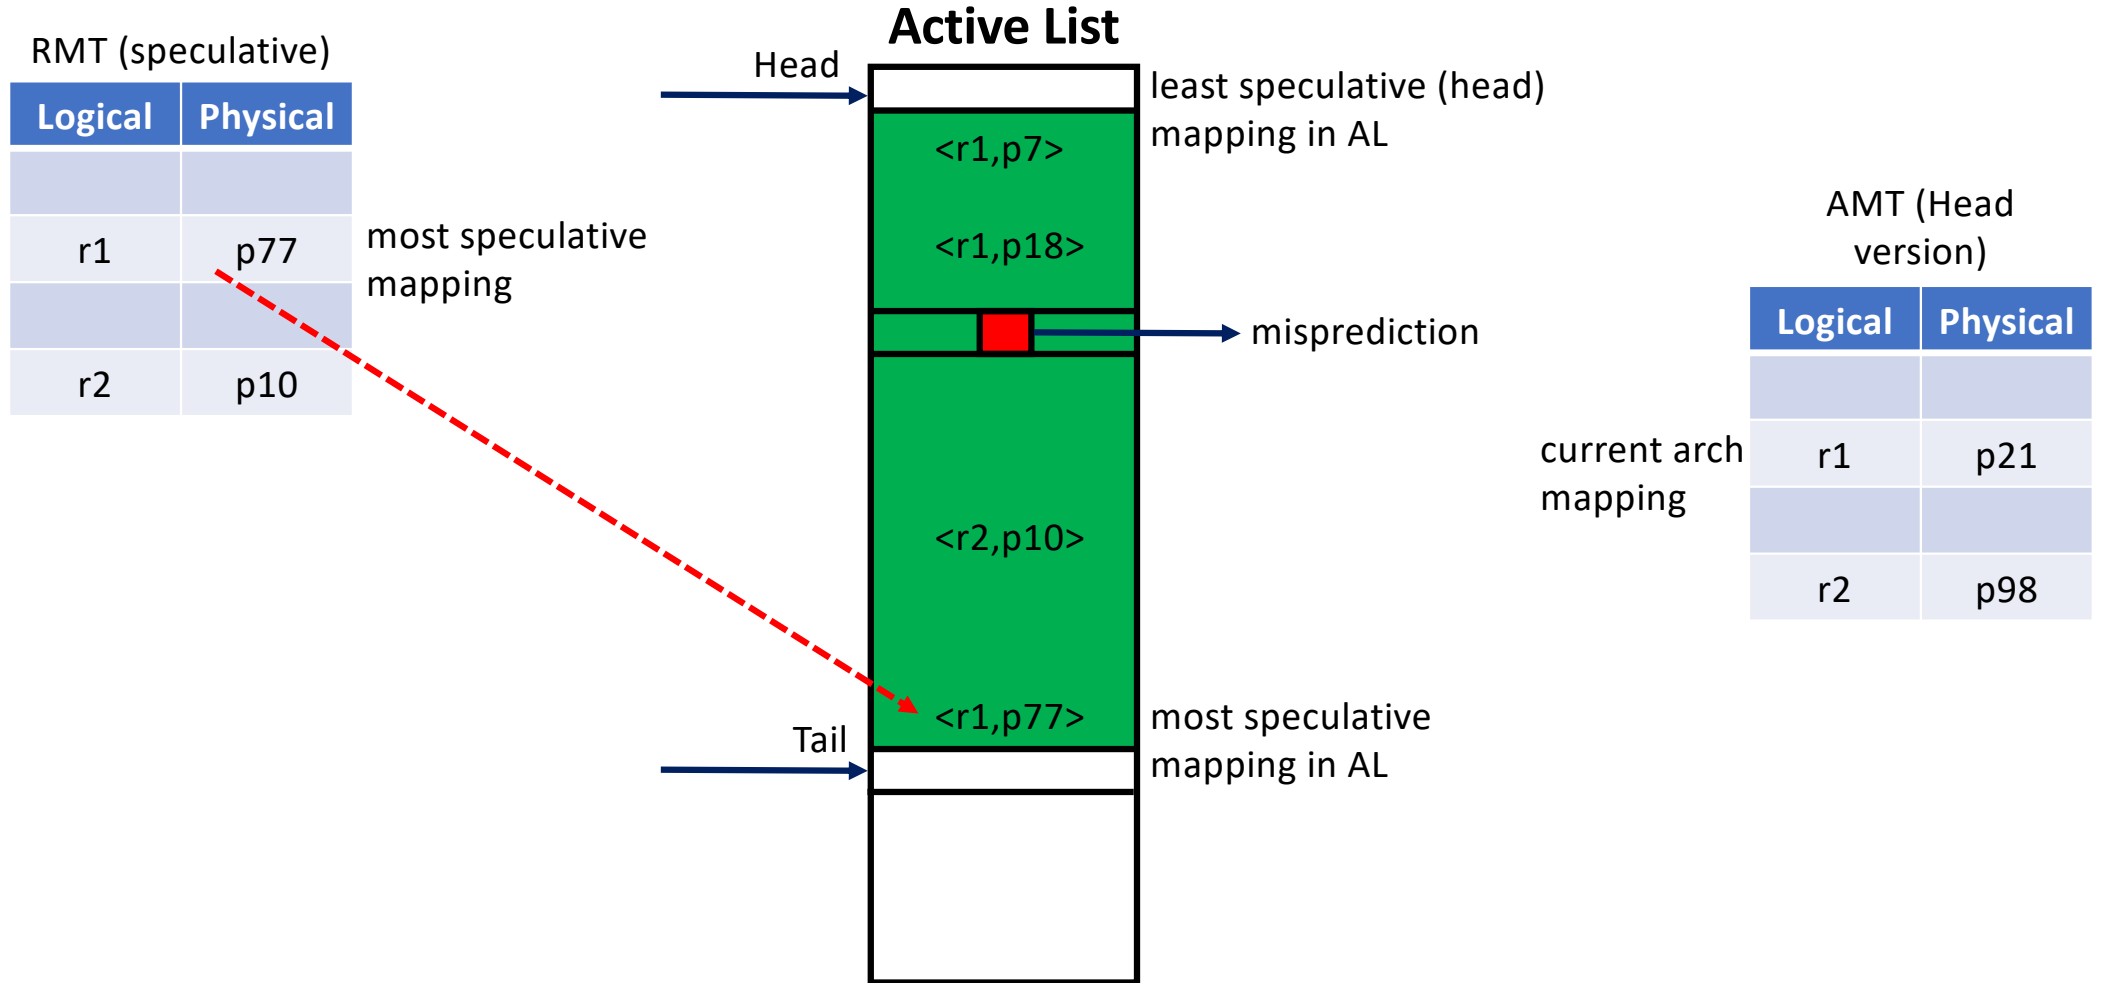 Active List
RMT (speculative)
Logical Physical
r1 p77
r2 p10
most speculative
mapping
Head
least speculative (head)
mapping in AL
<r1,p7>
<r1,p18>
misprediction
<r2,p10>
<r1,p77>
most speculative
mapping in AL
Tail
AMT (Head
version)
Logical Physical
current arch
mapping
r1 p21
r2 p98